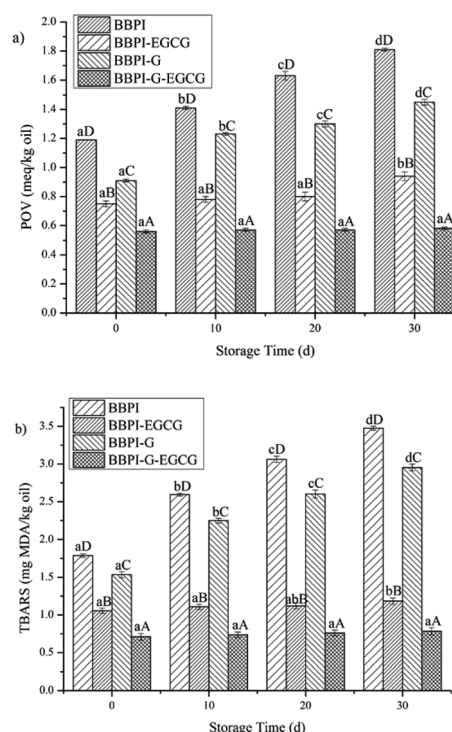 a)
BBPI
BBPI-EGCG
BBPI-G
BBPI-G-EGCG
POV (meq/kg oil)
2.0
1.8
1.6
1.4
1.2
1.0
0.8
0.6
0.4
0.2
0.0
aD aB aC aA
bD aB bC aA
cD aB cC aA
dD bB dC aA
0 10 20 30
Storage Time (d)
b)
BBPI
BBPI-EGCG
BBPI-G
BBPI-G-EGCG
TBARS (mg MDA/kg oil)
3.5
3.0
2.5
2.0
1.5
1.0
0.5
0.0
aD aB aC aA
bD aB bC aA
cD abB cC aA
dD bB dC aA
0 10 20 30
Storage Time (d)